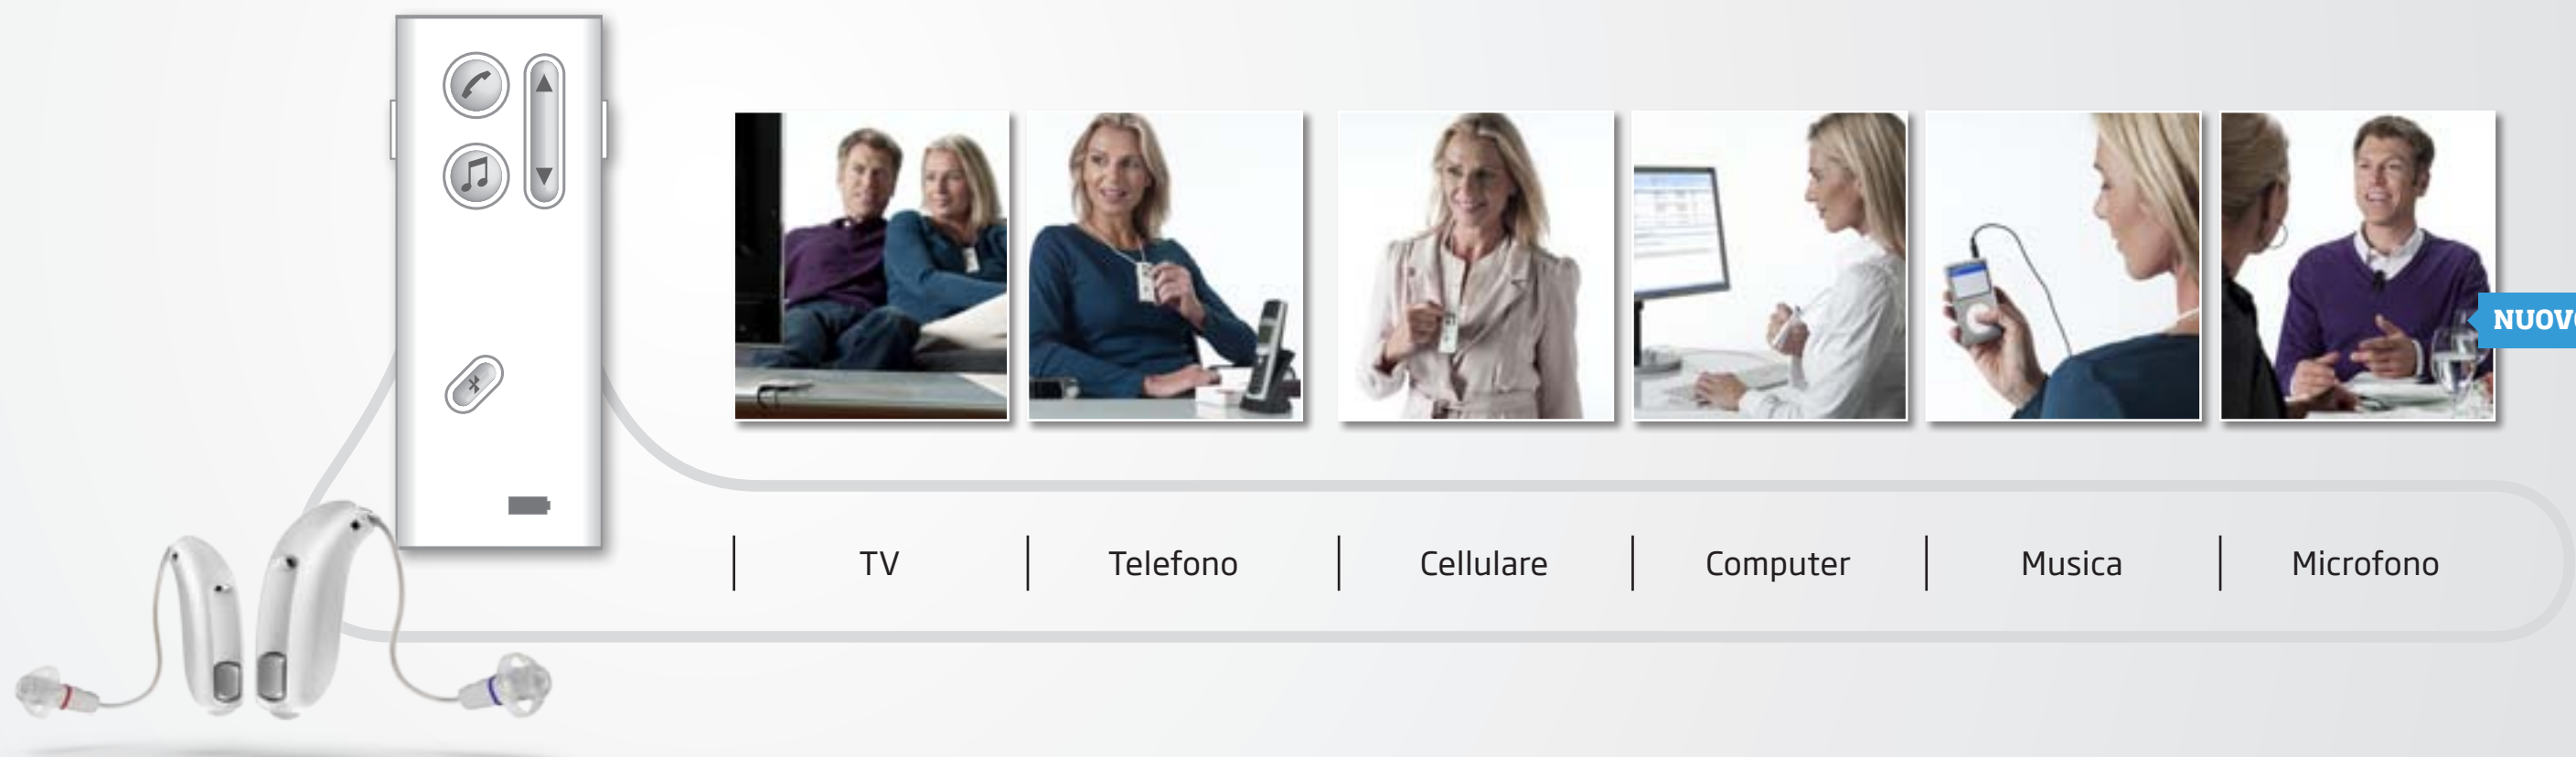 TV
Telefono
Cellulare
Computer
Musica
Microfono